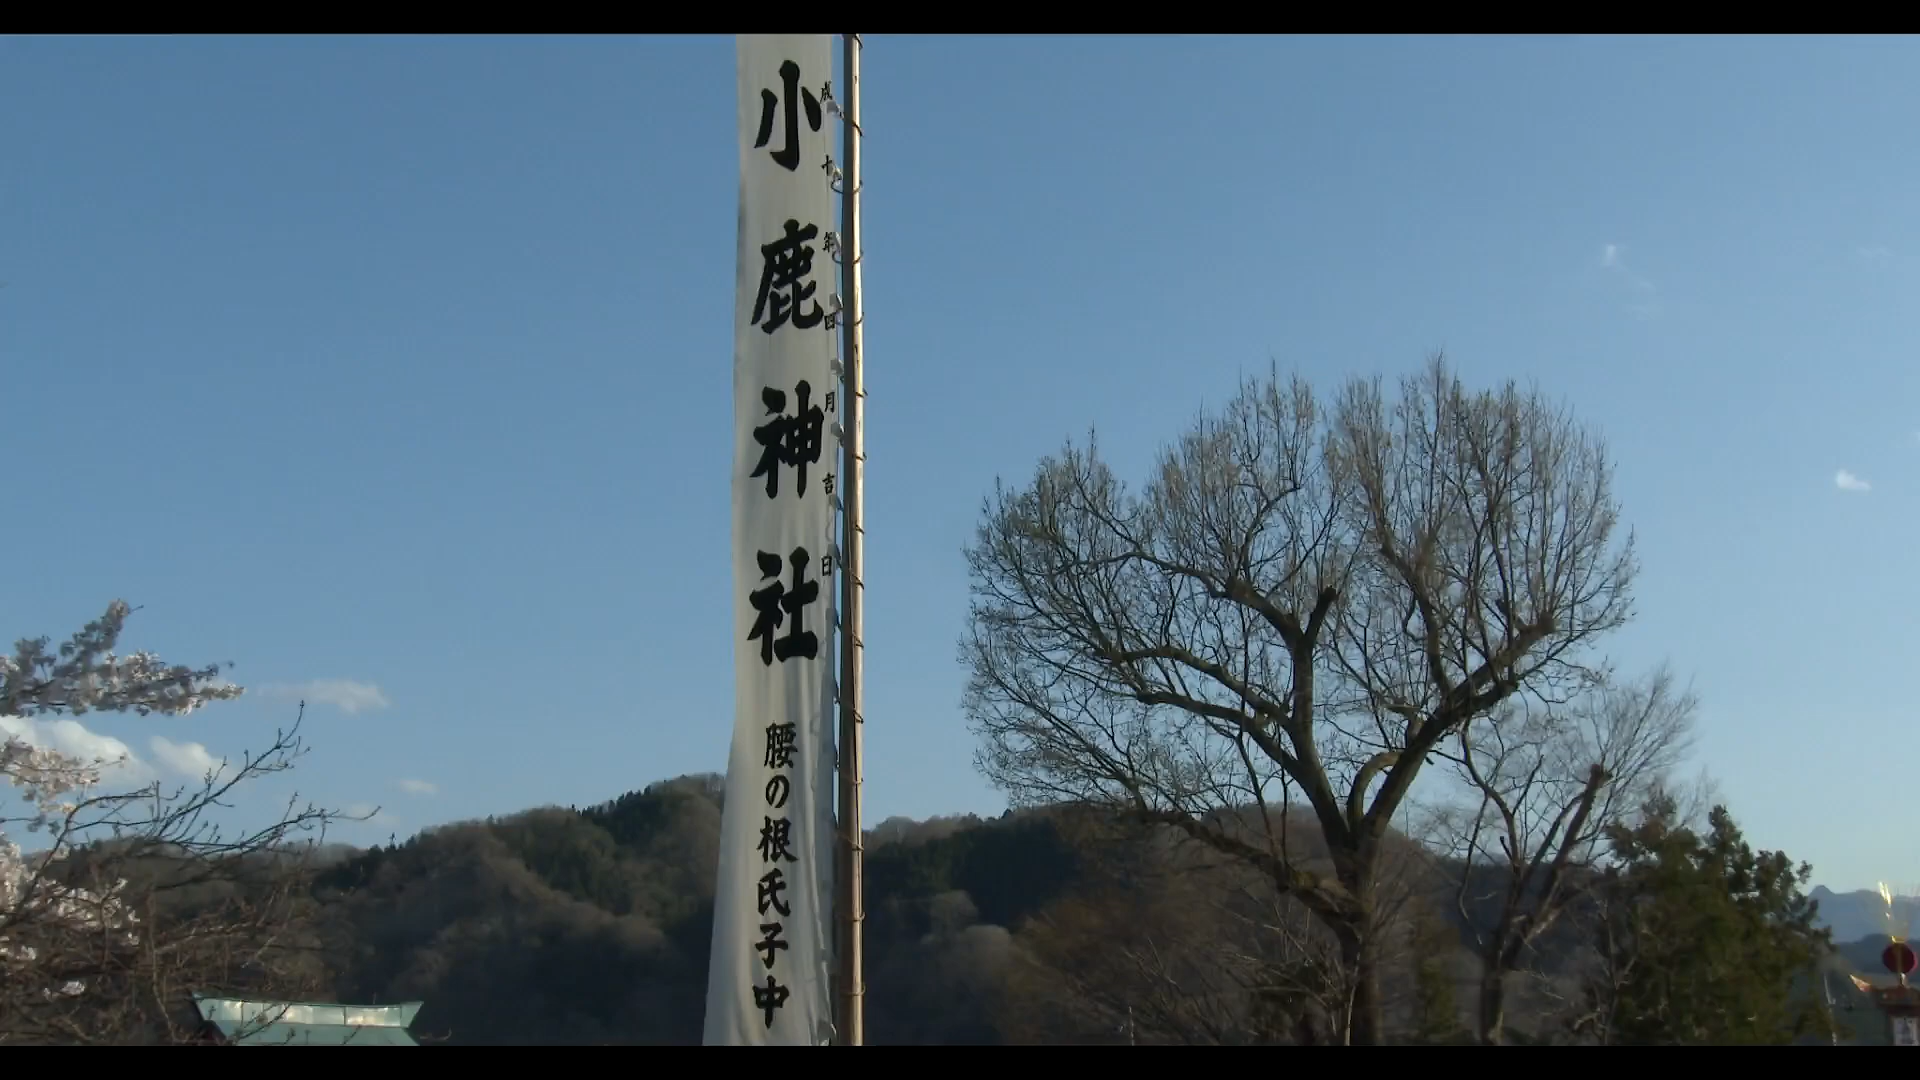 小鹿神社
腰の根氏子中
成十年四月吉日